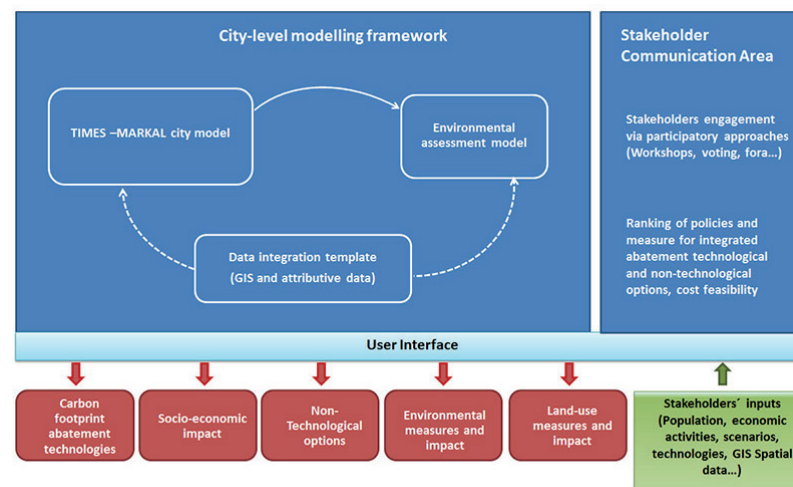 City-level modelling framework
TIMES –MARKAL city model
Environmental
assessment model
Data integration template
(GIS and attributive data)
Stakeholder
Communication Area
Stakeholders engagement
via participatory approaches
(Workshops, voting, fora...)
Ranking of policies and
measure for integrated
abatement technological
and non-technological
options, cost feasibility
User Interface
Carbon
footprint
abatement
technologies
Socio-economic
impact
Non-
Technological
options
Environmental
measures and
impact
Land-use
measures and
impact
Stakeholders´ inputs
(Population, economic
activities, scenarios,
technologies, GIS Spatial
data...)